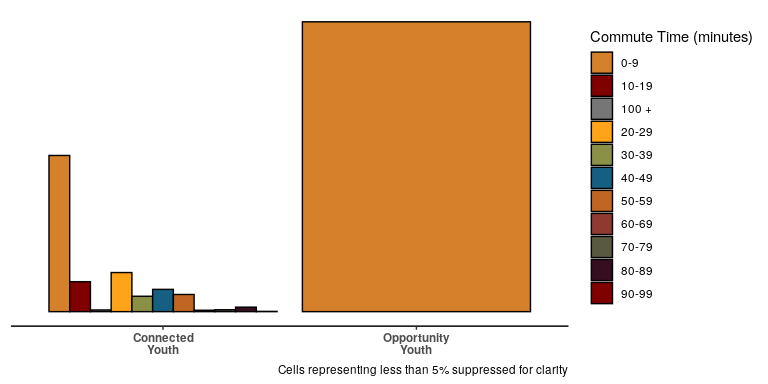 Commute Time (minutes)
0-9
10-19
100 +
20-29
30-39
40-49
50-59
60-69
70-79
80-89
90-99
Connected
Youth
Opportunity
Youth
Cells representing less than 5% suppressed for clarity